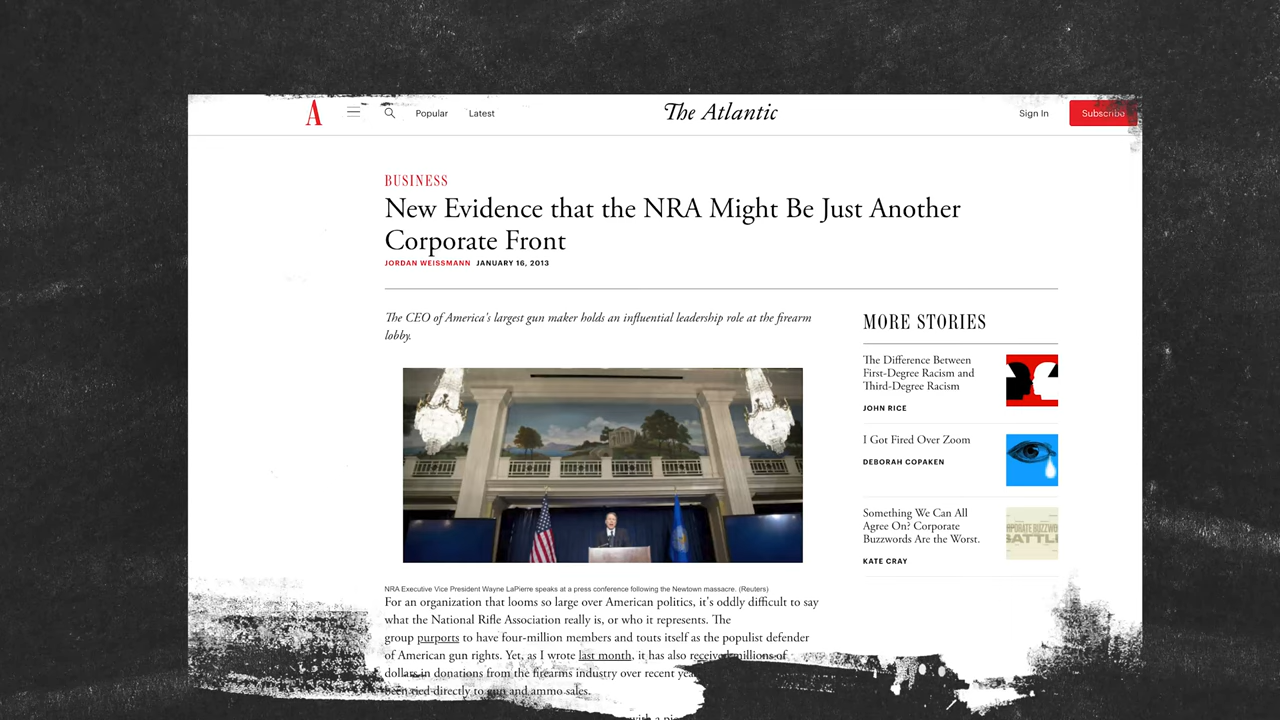 A
Popular
Latest
The Atlantic
Sign In
Subscribe
BUSINESS
New Evidence that the NRA Might Be Just Another
Corporate Front
JORDAN WEISSMANN JANUARY 16, 2013
The CEO of America's largest gun maker holds an influential leadership role at the firearm
lobby.
NRA Executive Vice President Wayne LaPierre speaks at a press conference following the Newtown massacre. (Reuters)
For an organization that looms so large over American politics, it's oddly difficult to say
what the National Rifle Association really is, or who it represents. The
group purports to have four-million members and touts itself as the populist defender
of American gun rights. Yet, as I wrote last month, it has also received millions of
dollars in donations from the firearms industry over recent
been tied directly to gun and ammo sales.
with a
MORE STORIES
The Difference Between
First-Degree Racism and
Third-Degree Racism
JOHN RICE
I Got Fired Over Zoom
DEBORAH COPAKEN
Something We Can All
Agree On? Corporate
Buzzwords Are the Worst.
KATE CRAY